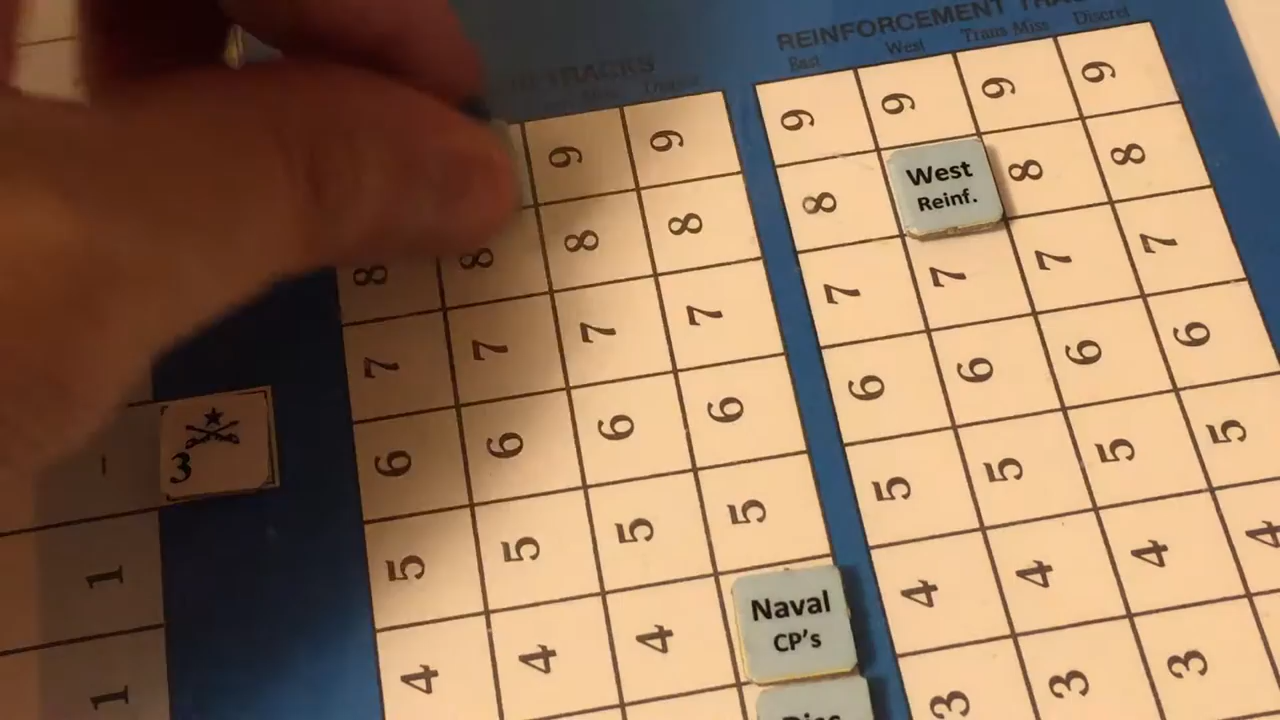 REINFORCEMENT
East West Trans Miss Discret
TRACKS
9 9 9 9
West
Reinf.
8 8 8
7 7 7 7
6 6 6 6
5 5 5 5
4 4 4 4
3 3 3
9 9
8 8 8 8
7 7 7 7
6 6 6 6
5 5 5 5
4 4 4
Naval
CP's
3
1
1